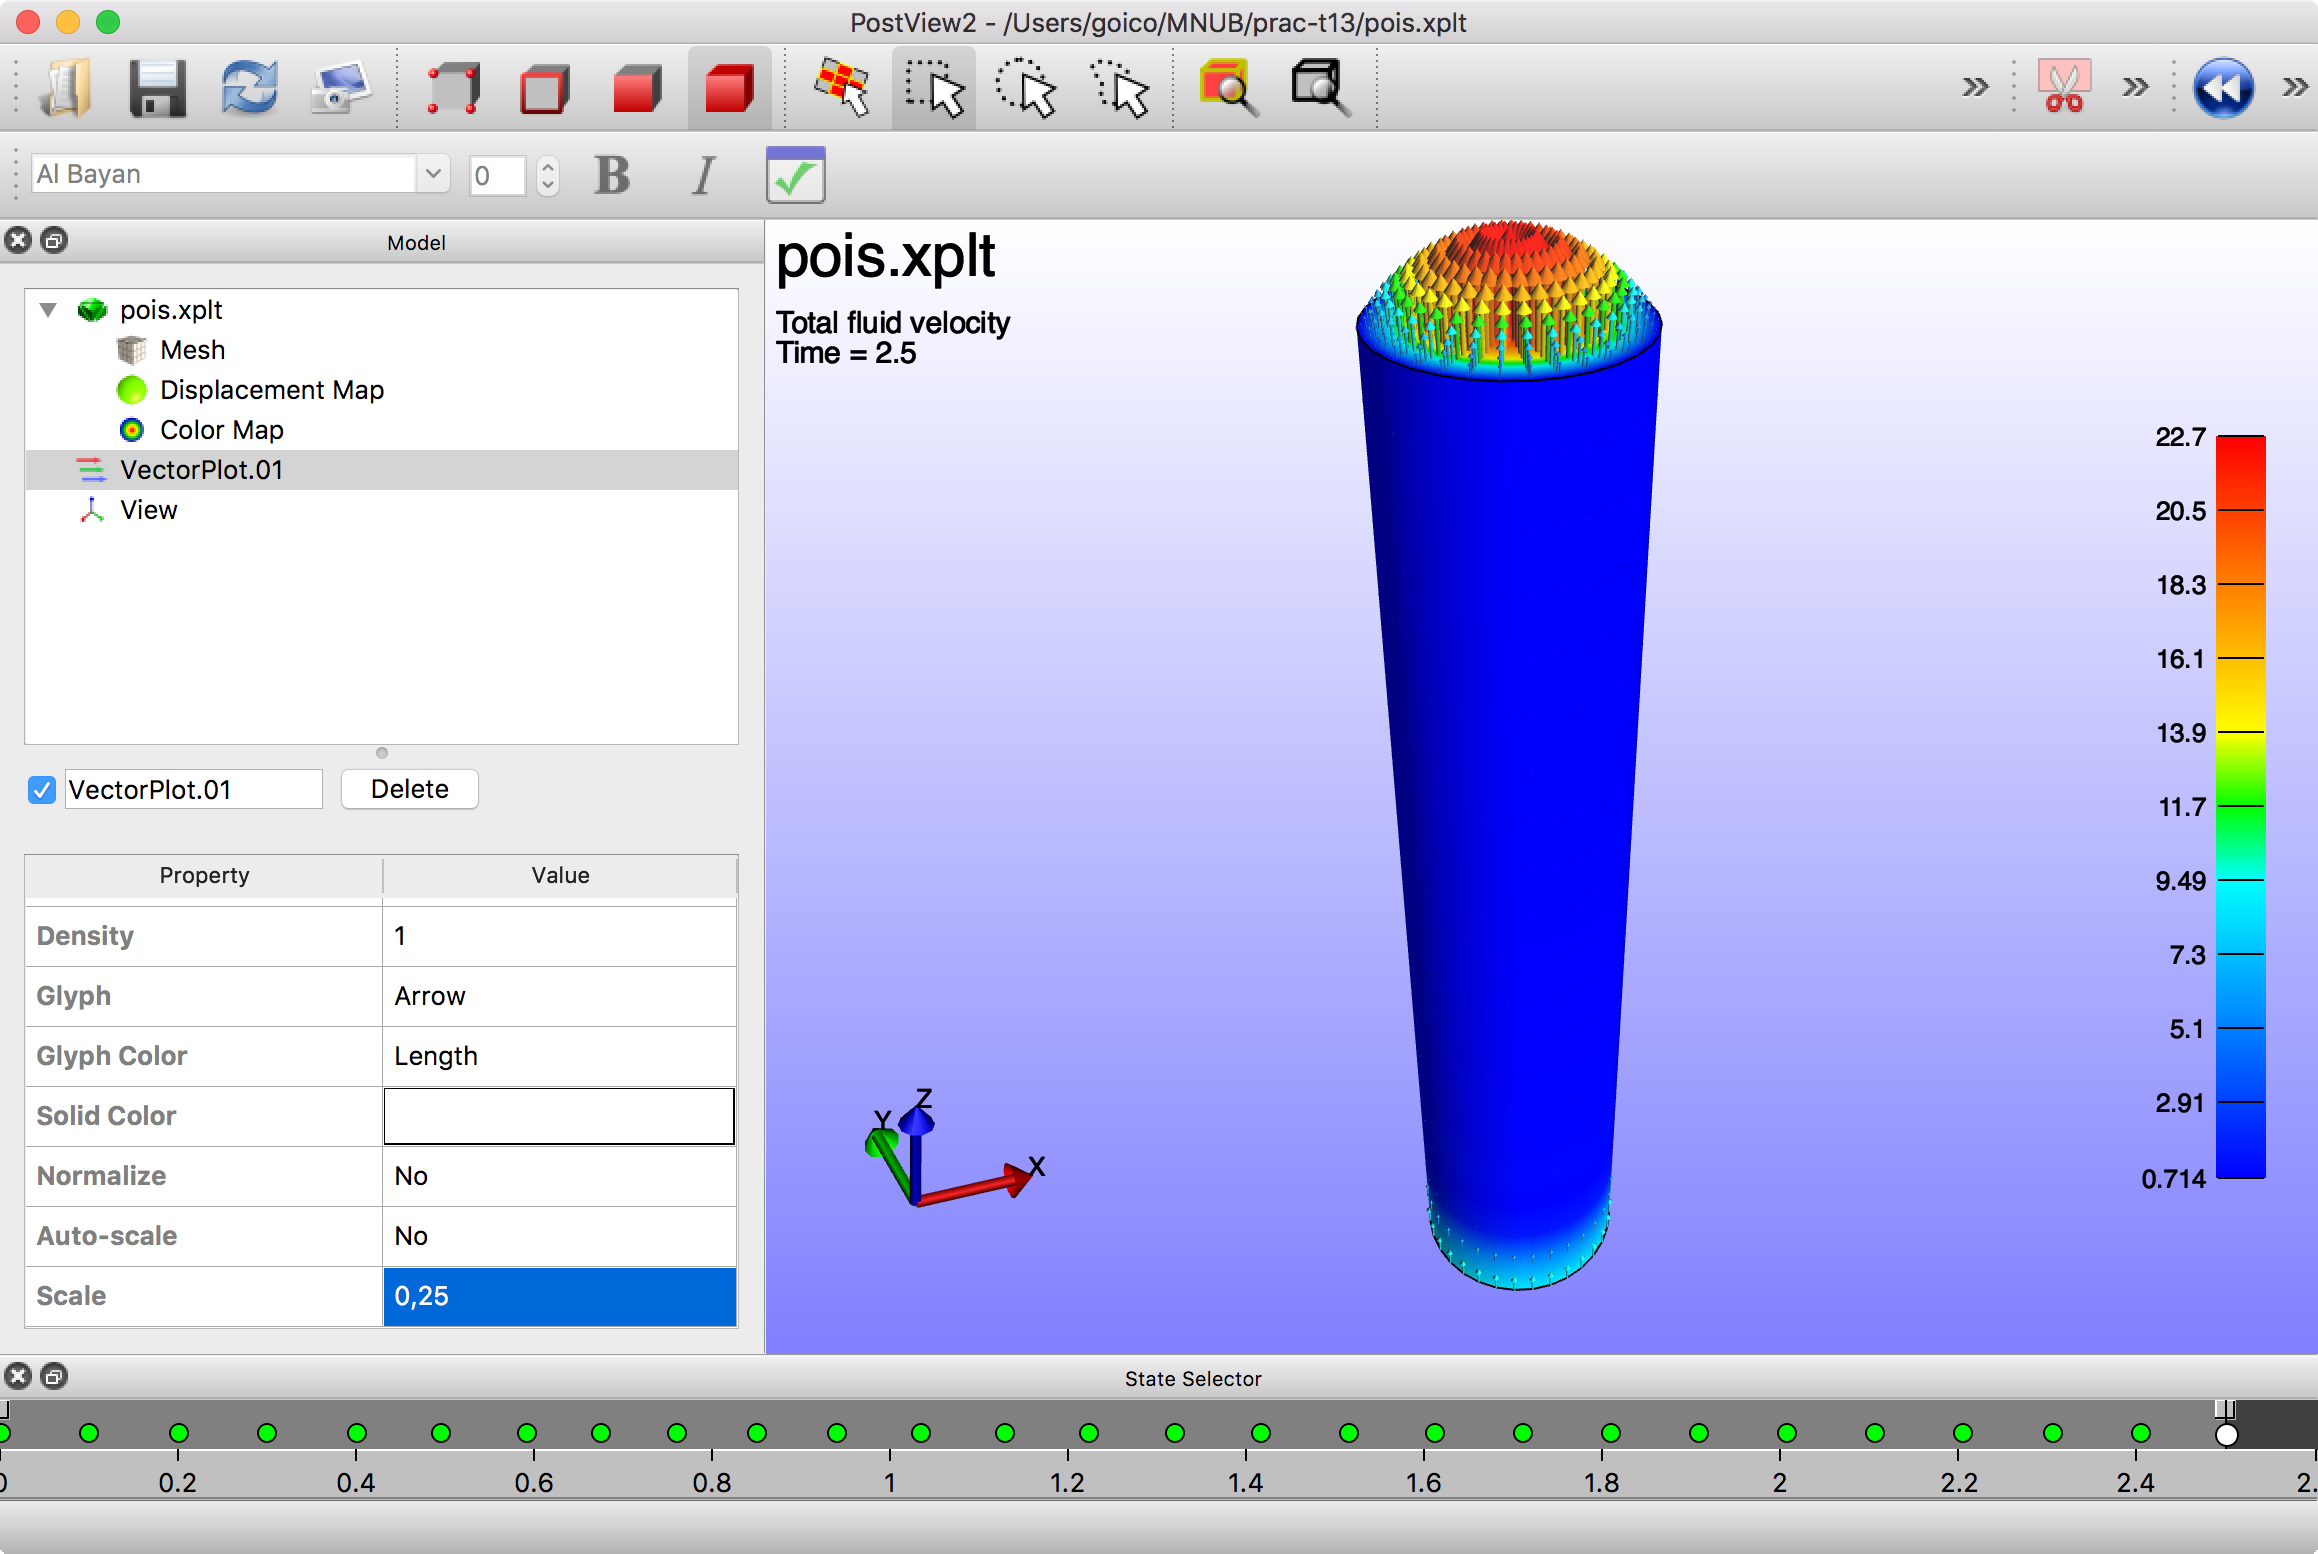 PostView2 - /Users/goico/MNUB/prac-t13/pois.xplt
»
»
»
Al Bayan
0
B
I
Model
pois.xplt
Mesh
Displacement Map
Color Map
VectorPlot.01
View
VectorPlot.01
Delete
Property Value
Density 1
Glyph Arrow
Glyph Color Length
Solid Color
Normalize No
Auto-scale No
Scale 0,25
pois.xplt
Total fluid velocity
Time = 2.5
22.7
20.5
18.3
16.1
13.9
11.7
9.49
7.3
5.1
2.91
0.714
Z
Y
X
State Selector
0 0.2 0.4 0.6 0.8 1 1.2 1.4 1.6 1.8 2 2.2 2.4